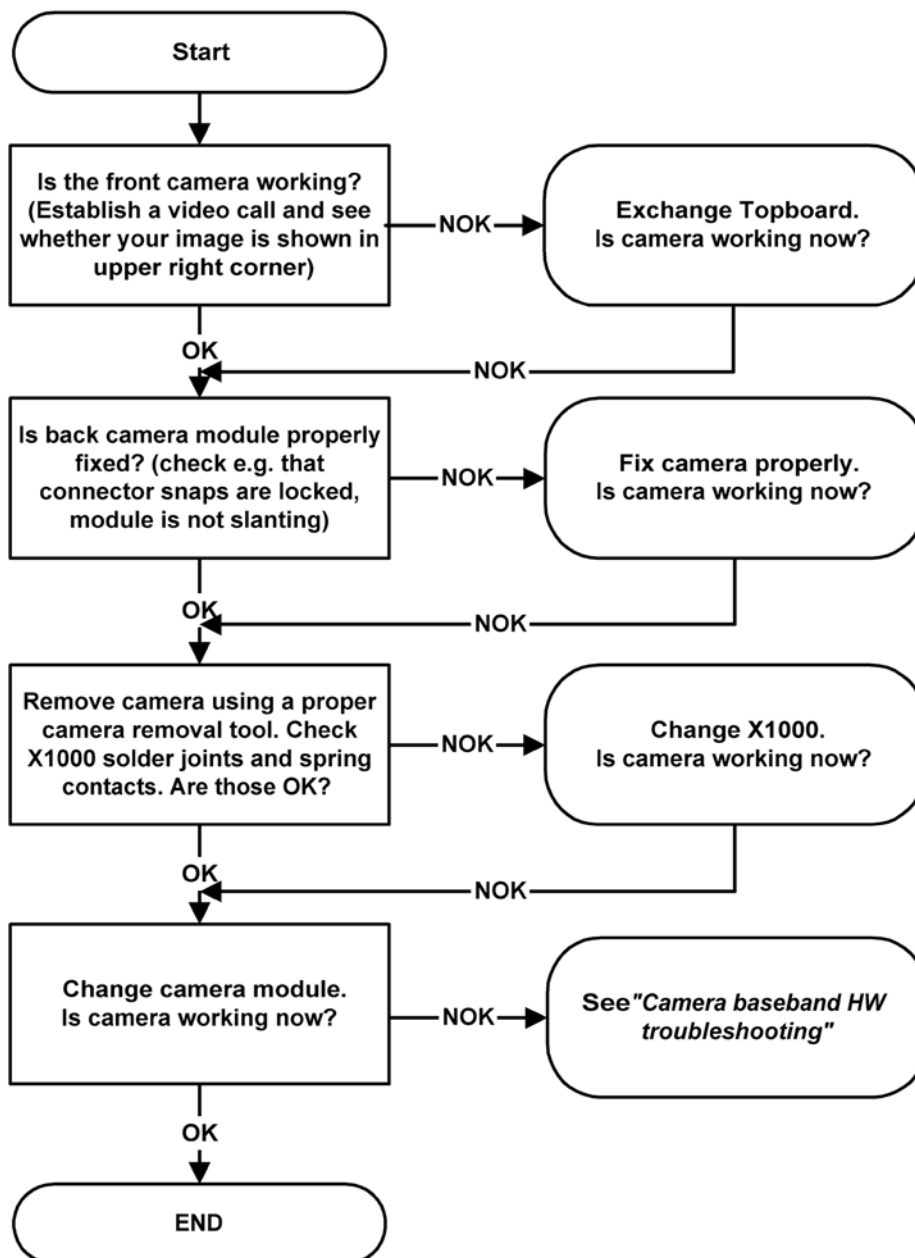 Start
Is the front camera working?
(Establish a video call and see
whether your image is shown in
upper right corner)
NOK
Exchange Topboard.
Is camera working now?
OK
NOK
Is back camera module properly
fixed? (check e.g. that
connector snaps are locked,
module is not slanting)
NOK
Fix camera properly.
Is camera working now?
OK
NOK
Remove camera using a proper
camera removal tool. Check
X1000 solder joints and spring
contacts. Are those OK?
NOK
Change X1000.
Is camera working now?
OK
NOK
Change camera module.
Is camera working now?
NOK
See"Camera baseband HW
troubleshooting"
OK
END